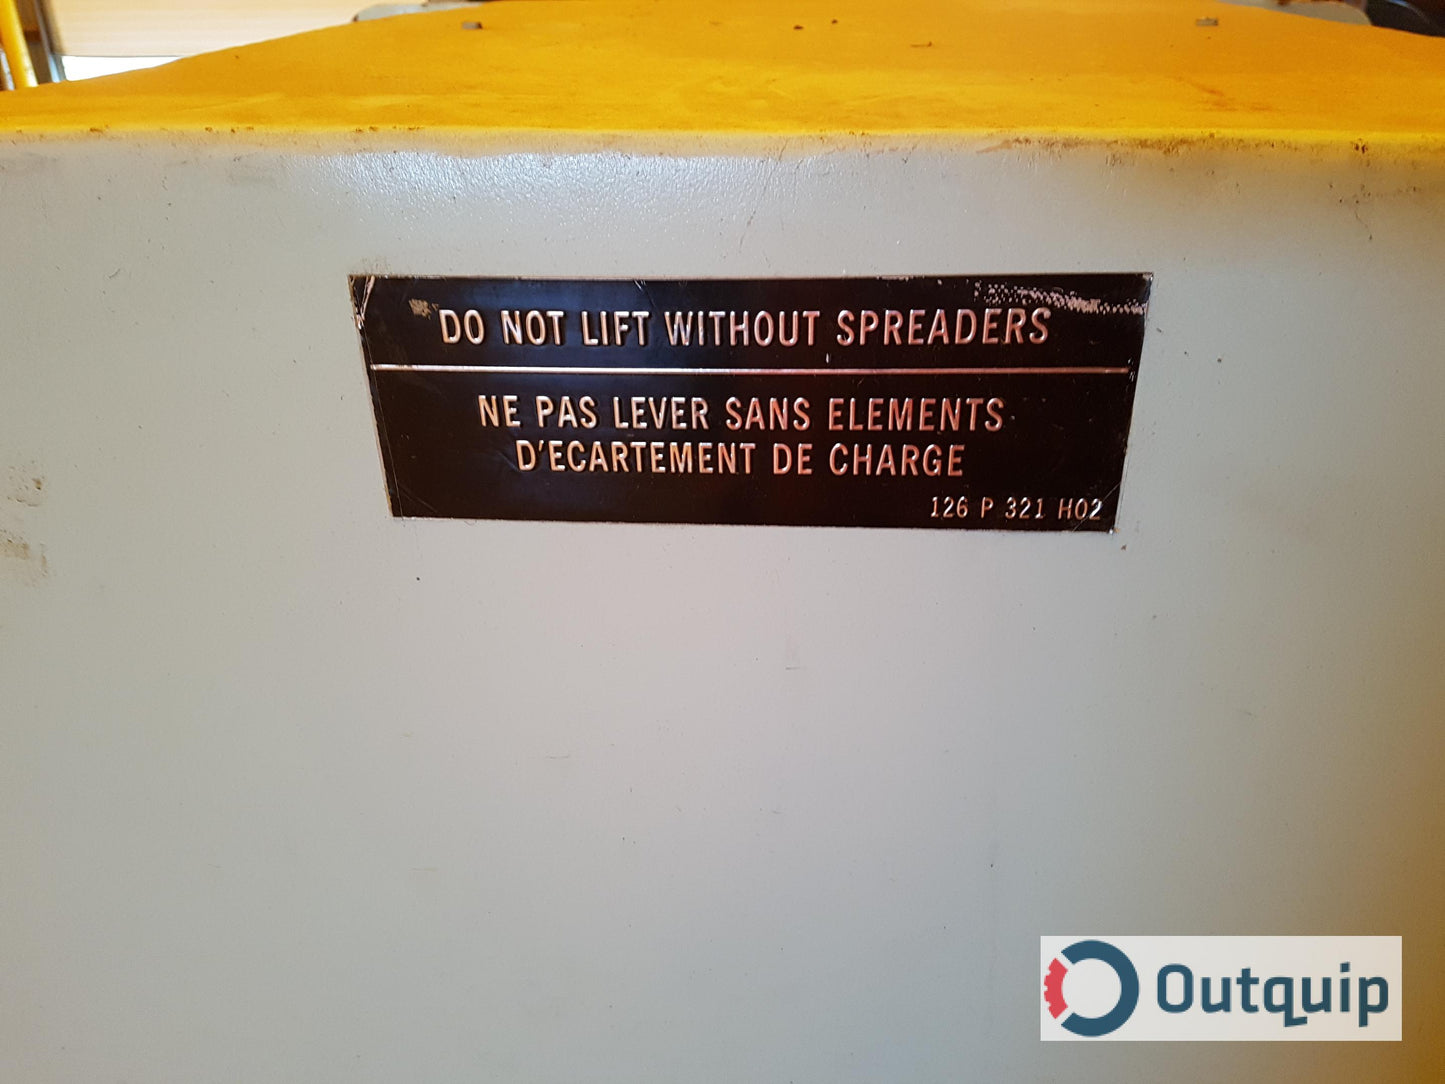 DO NOT LIFT WITHOUT SPREADERS
NE PAS LEVER SANS ELEMENTS
D'ECARTEMENT DE CHARGE
126 P 321 H02
Outquip